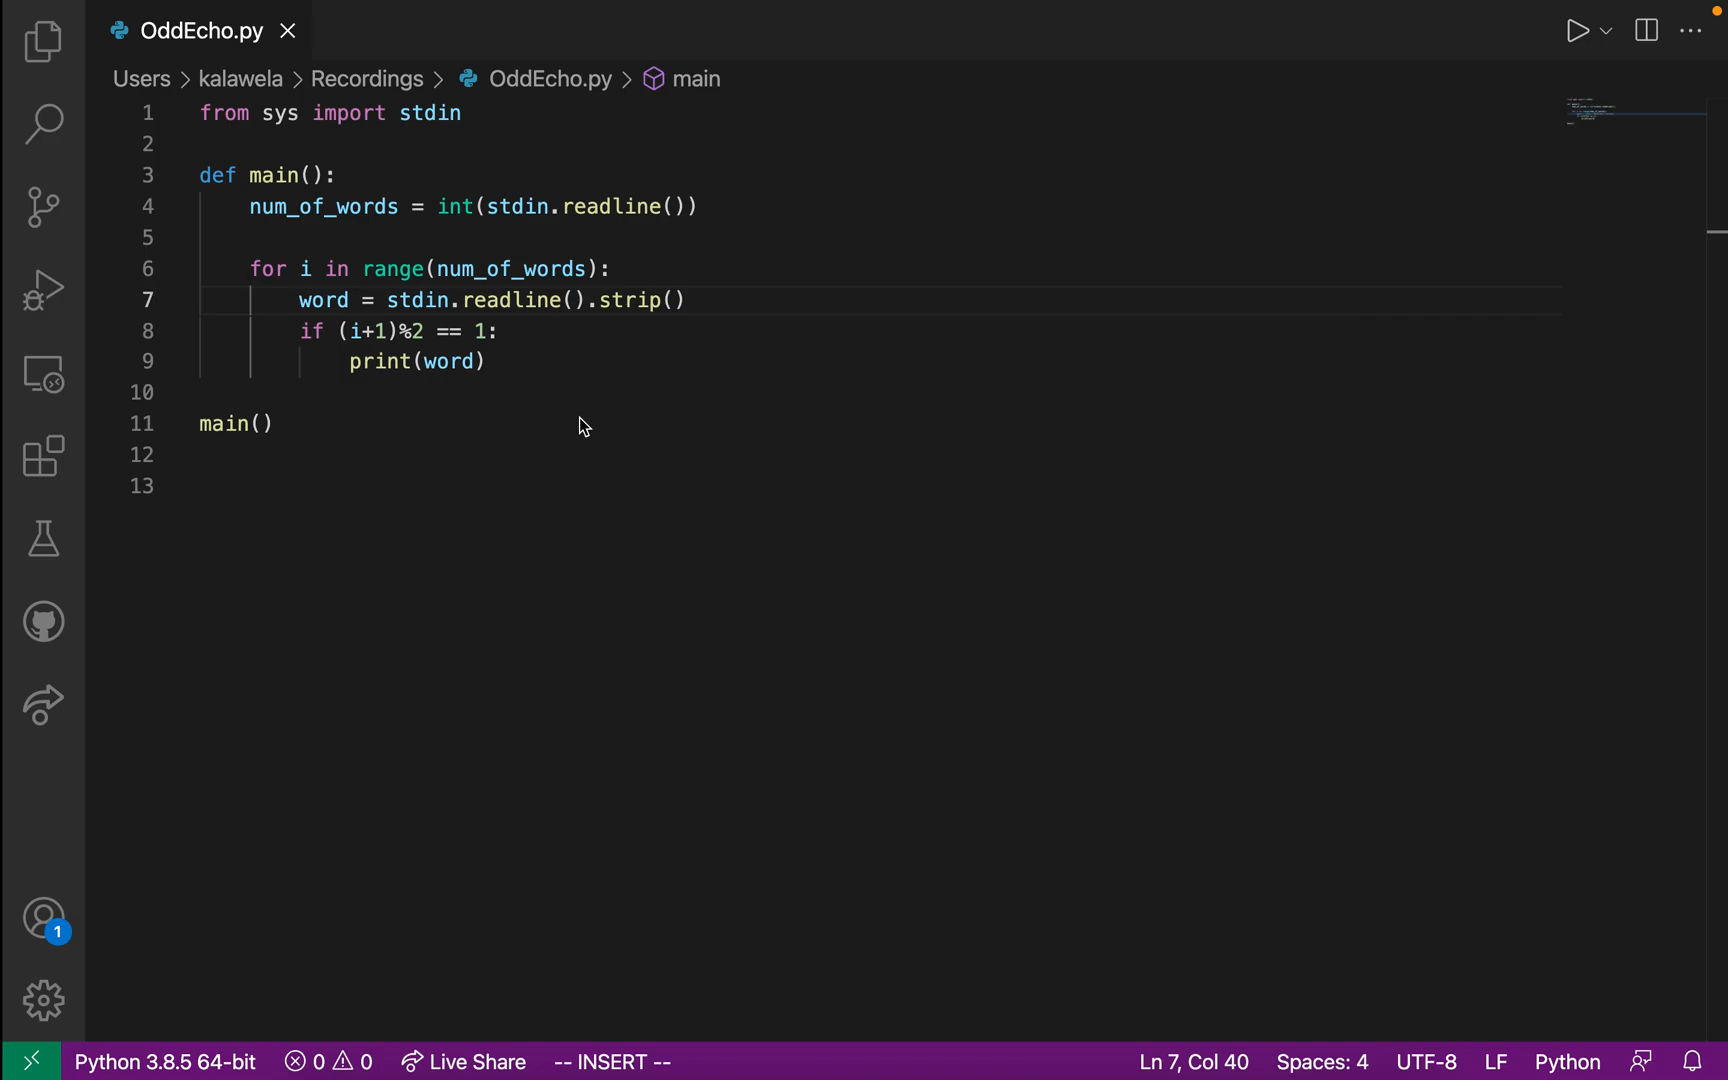 OddEcho.py
Users > kalawela > Recordings > OddEcho.py > main
1 from sys import stdin
2
3 def main():
4     num_of_words = int(stdin.readline())
5
6     for i in range(num_of_words):
7         word = stdin.readline().strip()
8         if (i+1)%2 == 1:
9             print(word)
10
11 main()
12
13
1
Python 3.8.5 64-bit 0 0 Live Share -- INSERT -- Ln 7, Col 40 Spaces: 4 UTF-8 LF Python